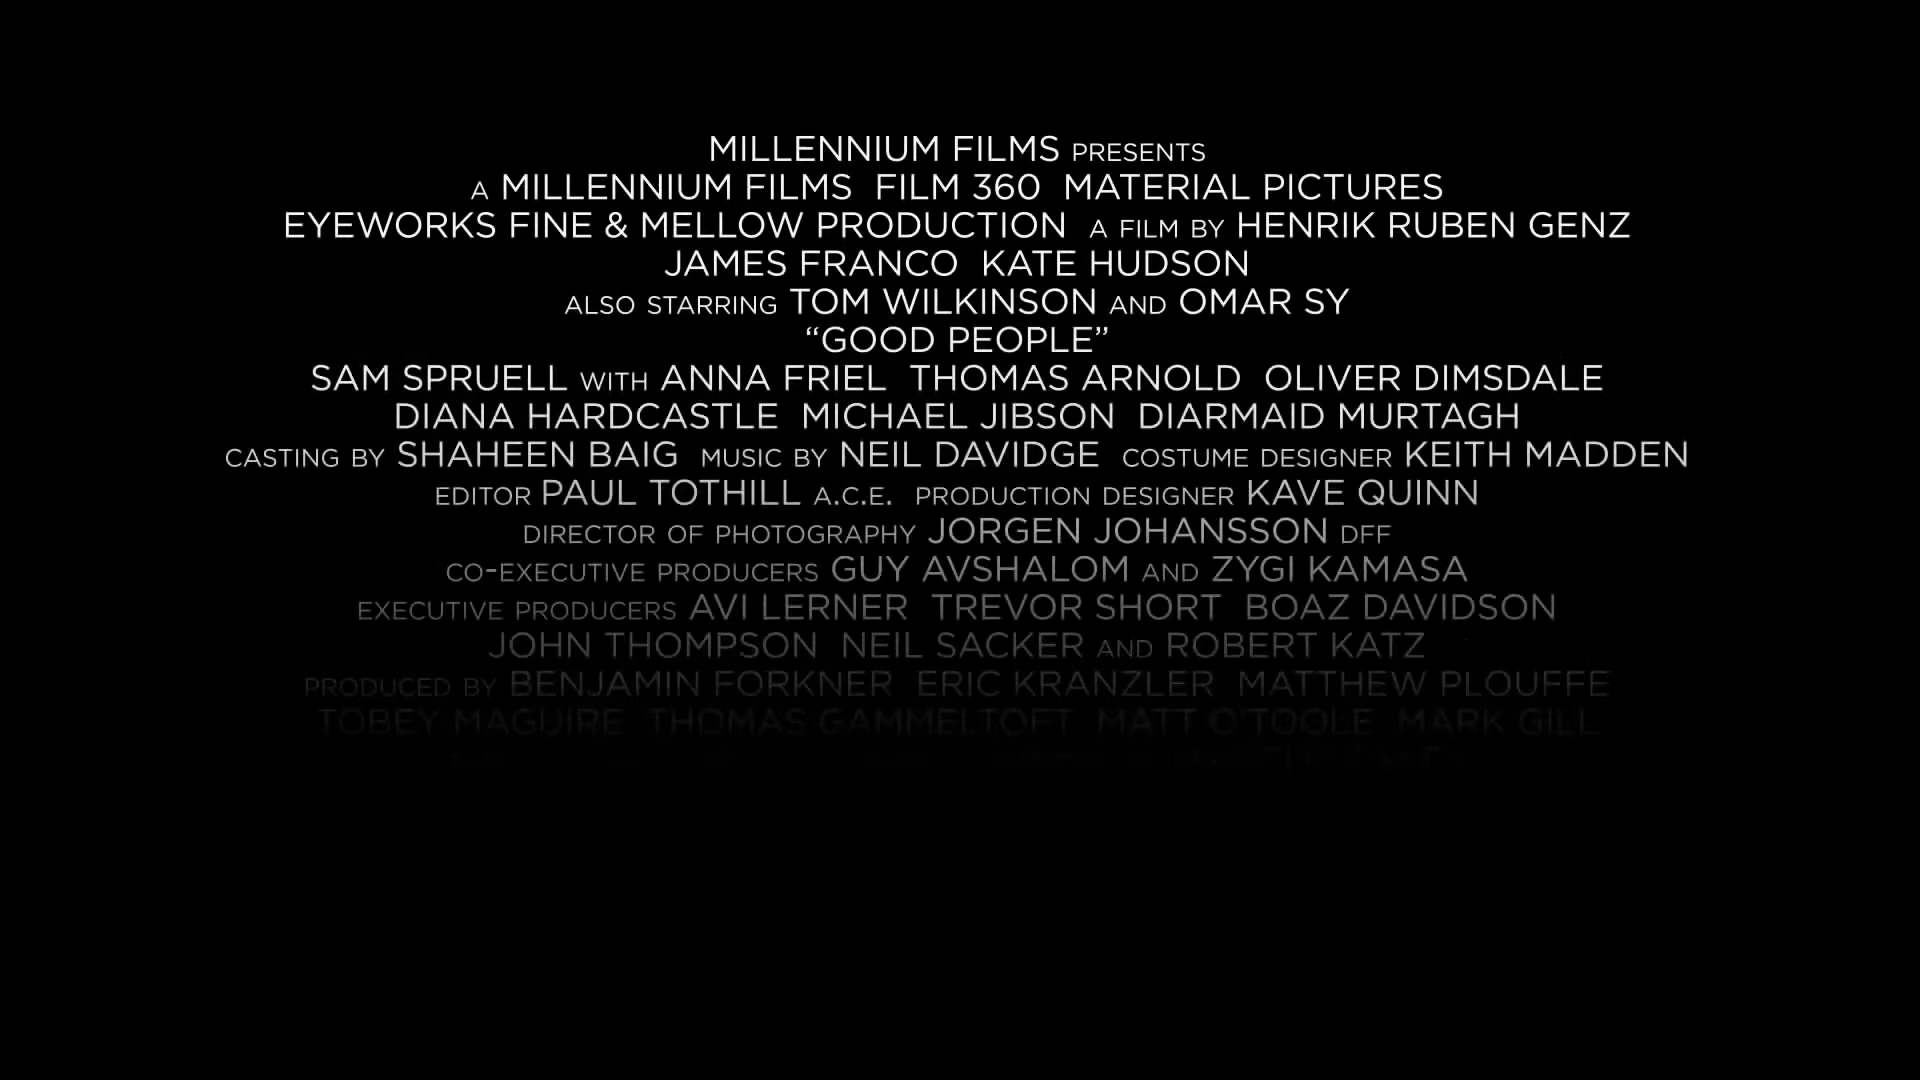 MILLENNIUM FILMS PRESENTS
A MILLENNIUM FILMS FILM 360 MATERIAL PICTURES
EYEWORKS FINE & MELLOW PRODUCTION A FILM BY HENRIK RUBEN GENZ
JAMES FRANCO KATE HUDSON
ALSO STARRING TOM WILKINSON AND OMAR SY
“GOOD PEOPLE”
SAM SPRUELL WITH ANNA FRIEL THOMAS ARNOLD OLIVER DIMSDALE
DIANA HARDCASTLE MICHAEL JIBSON DIARMAID MURTAGH
CASTING BY SHAHEEN BAIG MUSIC BY NEIL DAVIDGE COSTUME DESIGNER KEITH MADDEN
EDITOR PAUL TOTHILL A.C.E. PRODUCTION DESIGNER KAVE QUINN
DIRECTOR OF PHOTOGRAPHY JORGEN JOHANSSON DFF
CO-EXECUTIVE PRODUCERS GUY AVSHALOM AND ZYGI KAMASA
EXECUTIVE PRODUCERS AVI LERNER TREVOR SHORT BOAZ DAVIDSON
JOHN THOMPSON NEIL SACKER AND ROBERT KATZ
PRODUCED BY BENJAMIN FORKNER ERIC KRANZLER MATTHEW PLOUFFE
TOBEY MAGUIRE THOMAS GAMMELTOFT MATT O'TOOLE MARK GILL